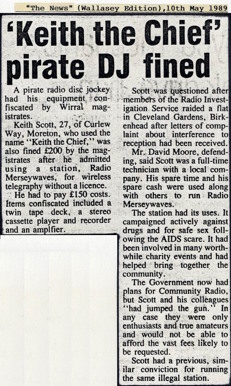 "The News" (Wallasey Edition),10th May 1989
'Keith the Chief'
pirate DJ fined
A pirate radio disc jockey
had his equipment con-
fiscated by Wirral mag-
istrates.
Keith Scott, 27, of Curlew
Way, Moreton, who used the
name "Keith the Chief," was
also fined £200 by the mag-
istrates after he admitted
using a station, Radio
Merseywaves, for wireless
telegraphy without a licence.
He had to pay £150 costs.
Items confiscated included a
twin tape deck, a stereo
cassette player and recorder
and an amplifier.
Scott was questioned after
members of the Radio Invest-
igation Service raided a flat
in Cleveland Gardens, Birk-
enhead after letters of com-
plaint about interference to
reception had been received.
Mr. David Moore, defend-
ing, said Scott was a full-time
technician with a local com-
pany. His spare time and his
spare cash were used along
with others to run Radio
Merseywaves.
The station had its uses. It
campaigned actively against
drugs and for safe sex fol-
lowing the AIDS scare. It had
been involved in many worth-
while charity events and had
helped bring together the
community.
The Government now had
plans for Community Radio,
but Scott and his colleagues
"had jumped the gun." In
any case they were only
enthusiasts and true amateurs
and would not be able to
afford the vast fees likely to
be requested.
Scott had a previous, sim-
ilar conviction for running
the same illegal station.